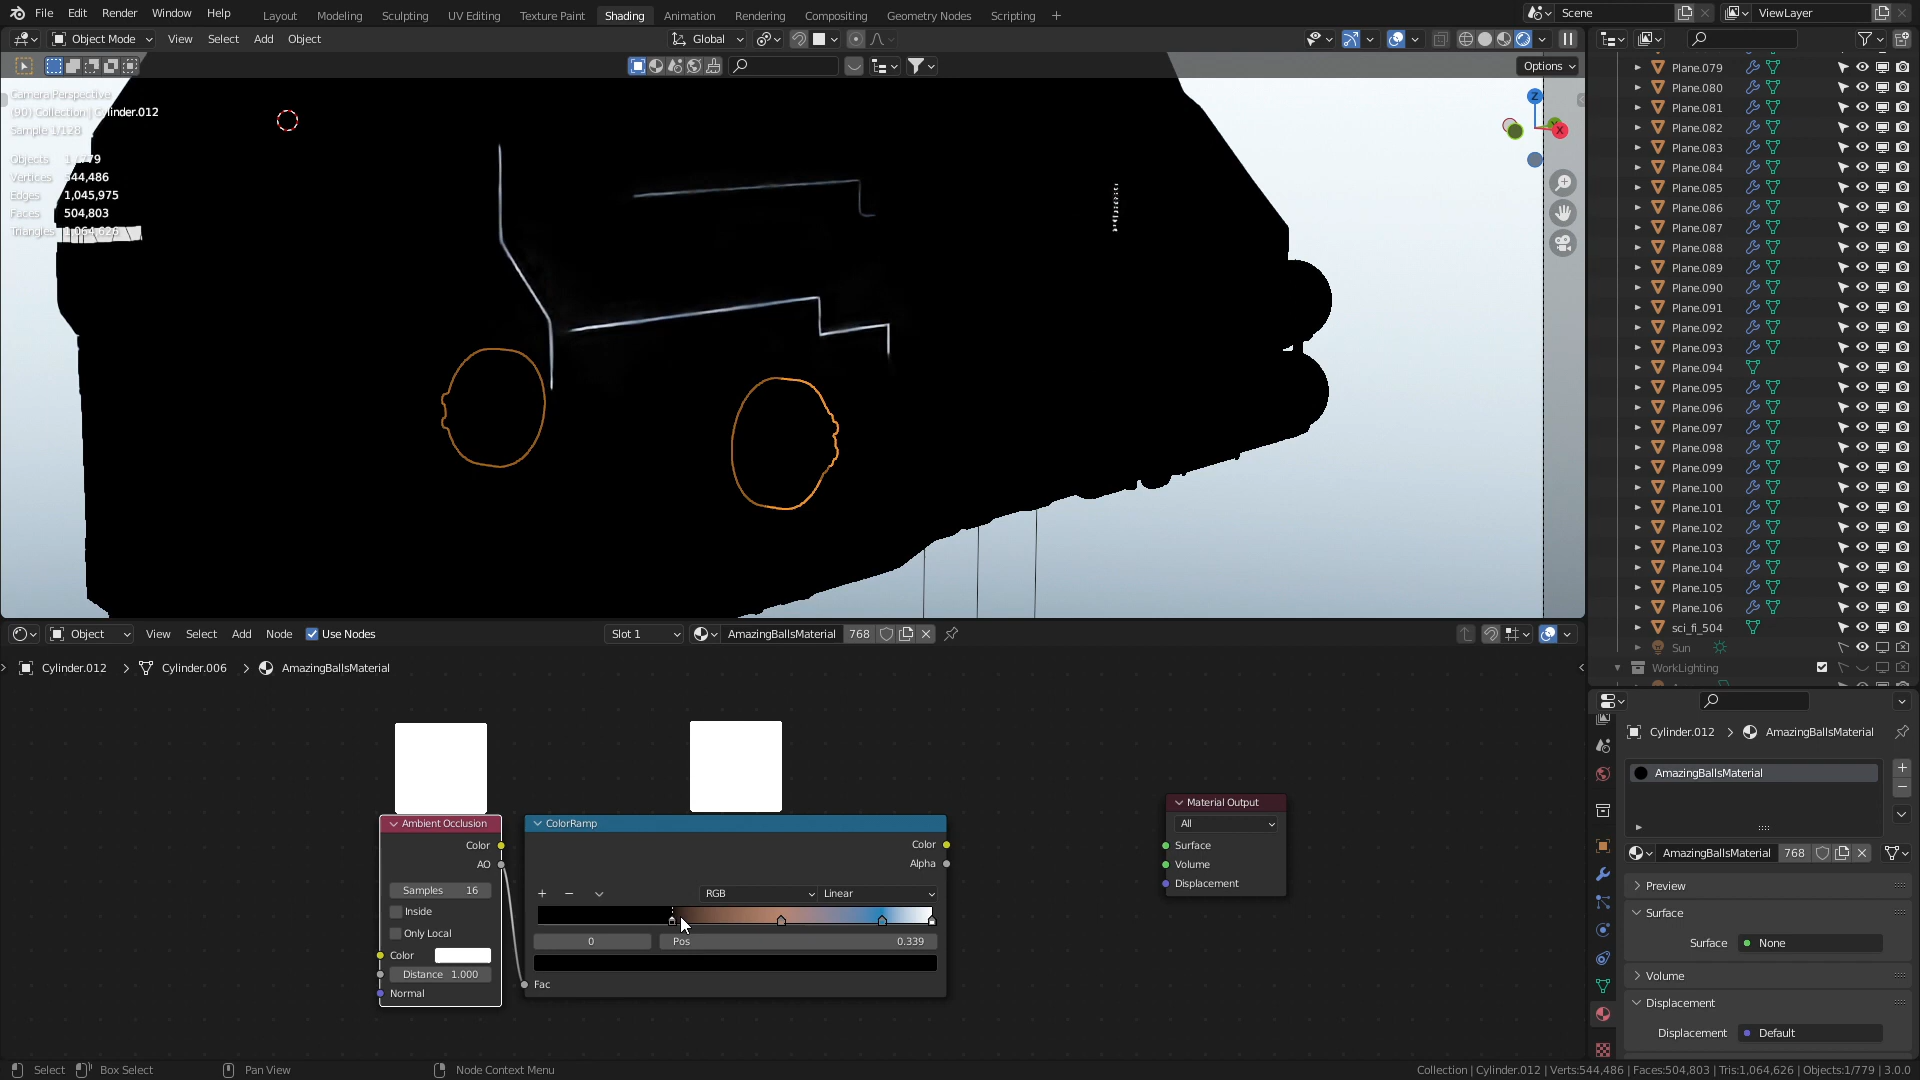 File Edit Render Window Help Layout Modeling Sculpting UV Editing Texture Paint Shading Animation Rendering Compositing Geometry Nodes Scripting + Scene ViewLayer
Object Mode View Select Add Object Global
Options
Camera Perspective
(90) Collection | Cylinder.012
Sample 1/128
Objects 1
Vertices 544,486
Edges 1,045,975
Faces 504,803
Triangles 1,064,626
Z
X
Plane.079
Plane.080
Plane.081
Plane.082
Plane.083
Plane.084
Plane.085
Plane.086
Plane.087
Plane.088
Plane.089
Plane.090
Plane.091
Plane.092
Plane.093
Plane.094
Plane.095
Plane.096
Plane.097
Plane.098
Plane.099
Plane.100
Plane.101
Plane.102
Plane.103
Plane.104
Plane.105
Plane.106
sci_fi_504
Sun
WorkLighting
Object View Select Add Node Use Nodes Slot 1 AmazingBallsMaterial 768
Cylinder.012 Cylinder.006 AmazingBallsMaterial
Ambient Occlusion
Color
AO
Samples 16
Inside
Only Local
Color
Distance 1.000
Normal
ColorRamp
Color
Alpha
RGB Linear
0 Pos 0.339
Fac
Material Output
All
Surface
Volume
Displacement
Cylinder.012 AmazingBallsMaterial
AmazingBallsMaterial
AmazingBallsMaterial 768
Preview
Surface
Surface None
Volume
Displacement
Displacement Default
Select Box Select Pan View Node Context Menu Collection | Cylinder.012 | Verts:544,486 | Faces:504,803 | Tris:1,064,626 | Objects:1/779 | 3.0.0